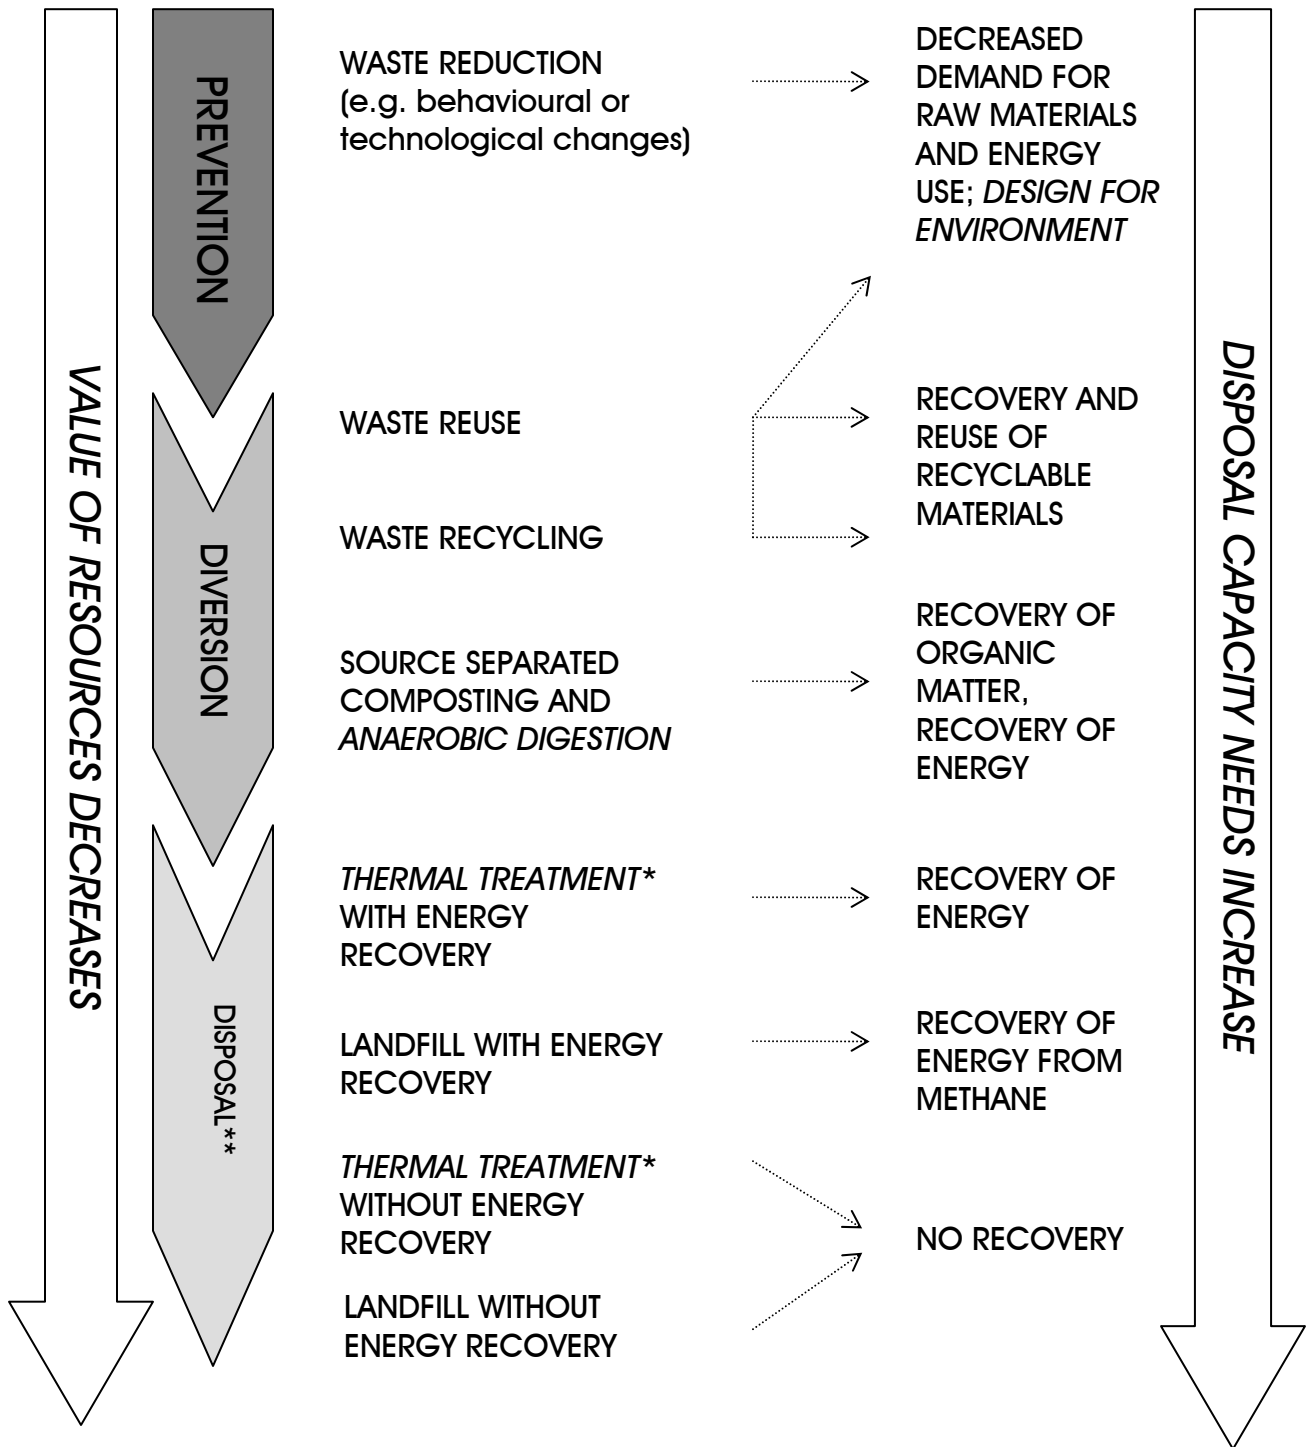 VALUE OF RESOURCES DECREASES
PREVENTION
WASTE REDUCTION
(e.g. behavioural or
technological changes)
DECREASED
DEMAND FOR
RAW MATERIALS
AND ENERGY
USE; DESIGN FOR
ENVIRONMENT
DIVERSION
WASTE REUSE
RECOVERY AND
REUSE OF
RECYCLABLE
MATERIALS
WASTE RECYCLING
SOURCE SEPARATED
COMPOSTING AND
ANAEROBIC DIGESTION
RECOVERY OF
ORGANIC
MATTER,
RECOVERY OF
ENERGY
DISPOSAL**
THERMAL TREATMENT*
WITH ENERGY
RECOVERY
RECOVERY OF
ENERGY
LANDFILL WITH ENERGY
RECOVERY
RECOVERY OF
ENERGY FROM
METHANE
THERMAL TREATMENT*
WITHOUT ENERGY
RECOVERY
LANDFILL WITHOUT
ENERGY RECOVERY
NO RECOVERY
DISPOSAL CAPACITY NEEDS INCREASE